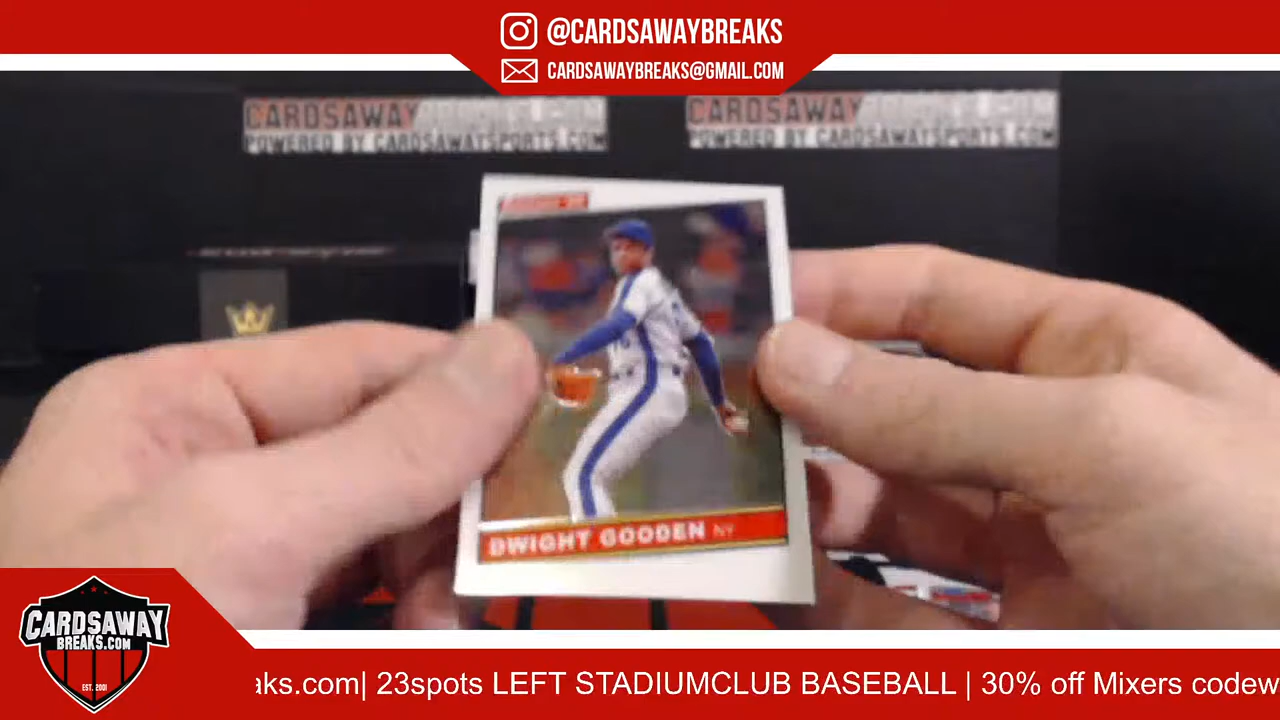 @CARDSAWAYBREAKS
CARDSAWAYBREAKS@GMAIL.COM
CARDSAWAY
POWERED BY CARDSAWAYSPORTS.COM
CARDSAWAY
POWERED BY CARDSAWAYSPORTS.COM
DWIGHT GOODEN NY
CARDSAWAY
BREAKS.COM
EST. 2001
aks.com| 23spots LEFT STADIUMCLUB BASEBALL | 30% off Mixers codew